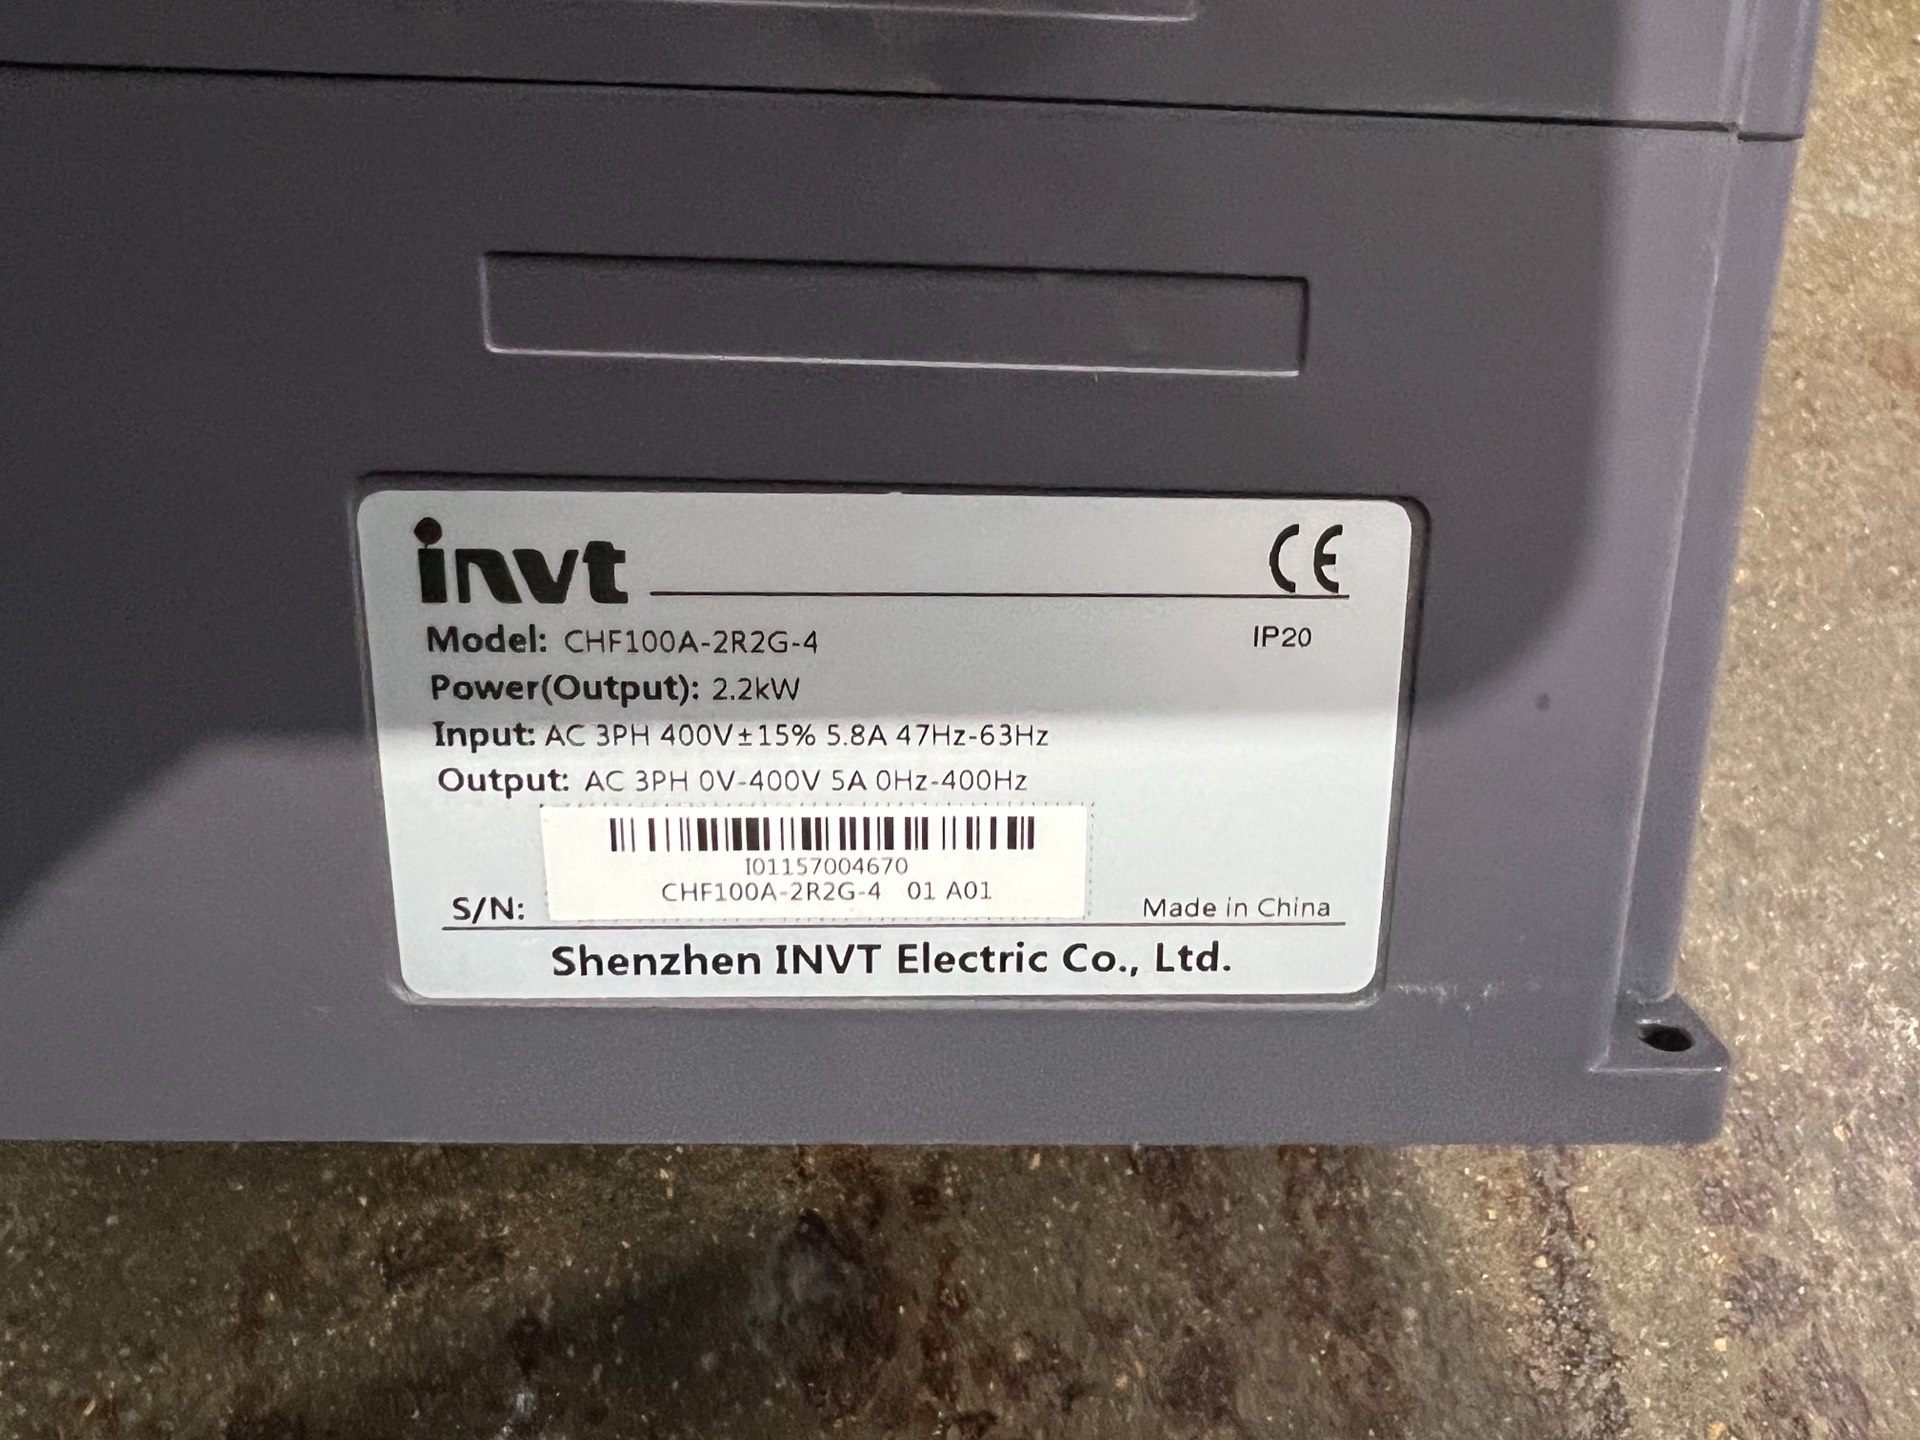 invt
CE
Model: CHF100A-2R2G-4
IP20
Power(Output): 2.2kW
Input: AC 3PH 400V±15% 5.8A 47Hz-63Hz
Output: AC 3PH 0V-400V 5A 0Hz-400Hz
I01157004670
CHF100A-2R2G-4 01 A01
S/N:
Made in China
Shenzhen INVT Electric Co., Ltd.